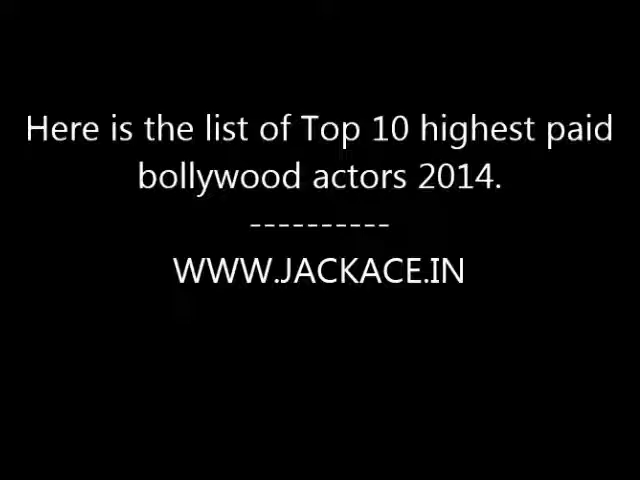 Here is the list of Top 10 highest paid
bollywood actors 2014.
----------
WWW.JACKACE.IN